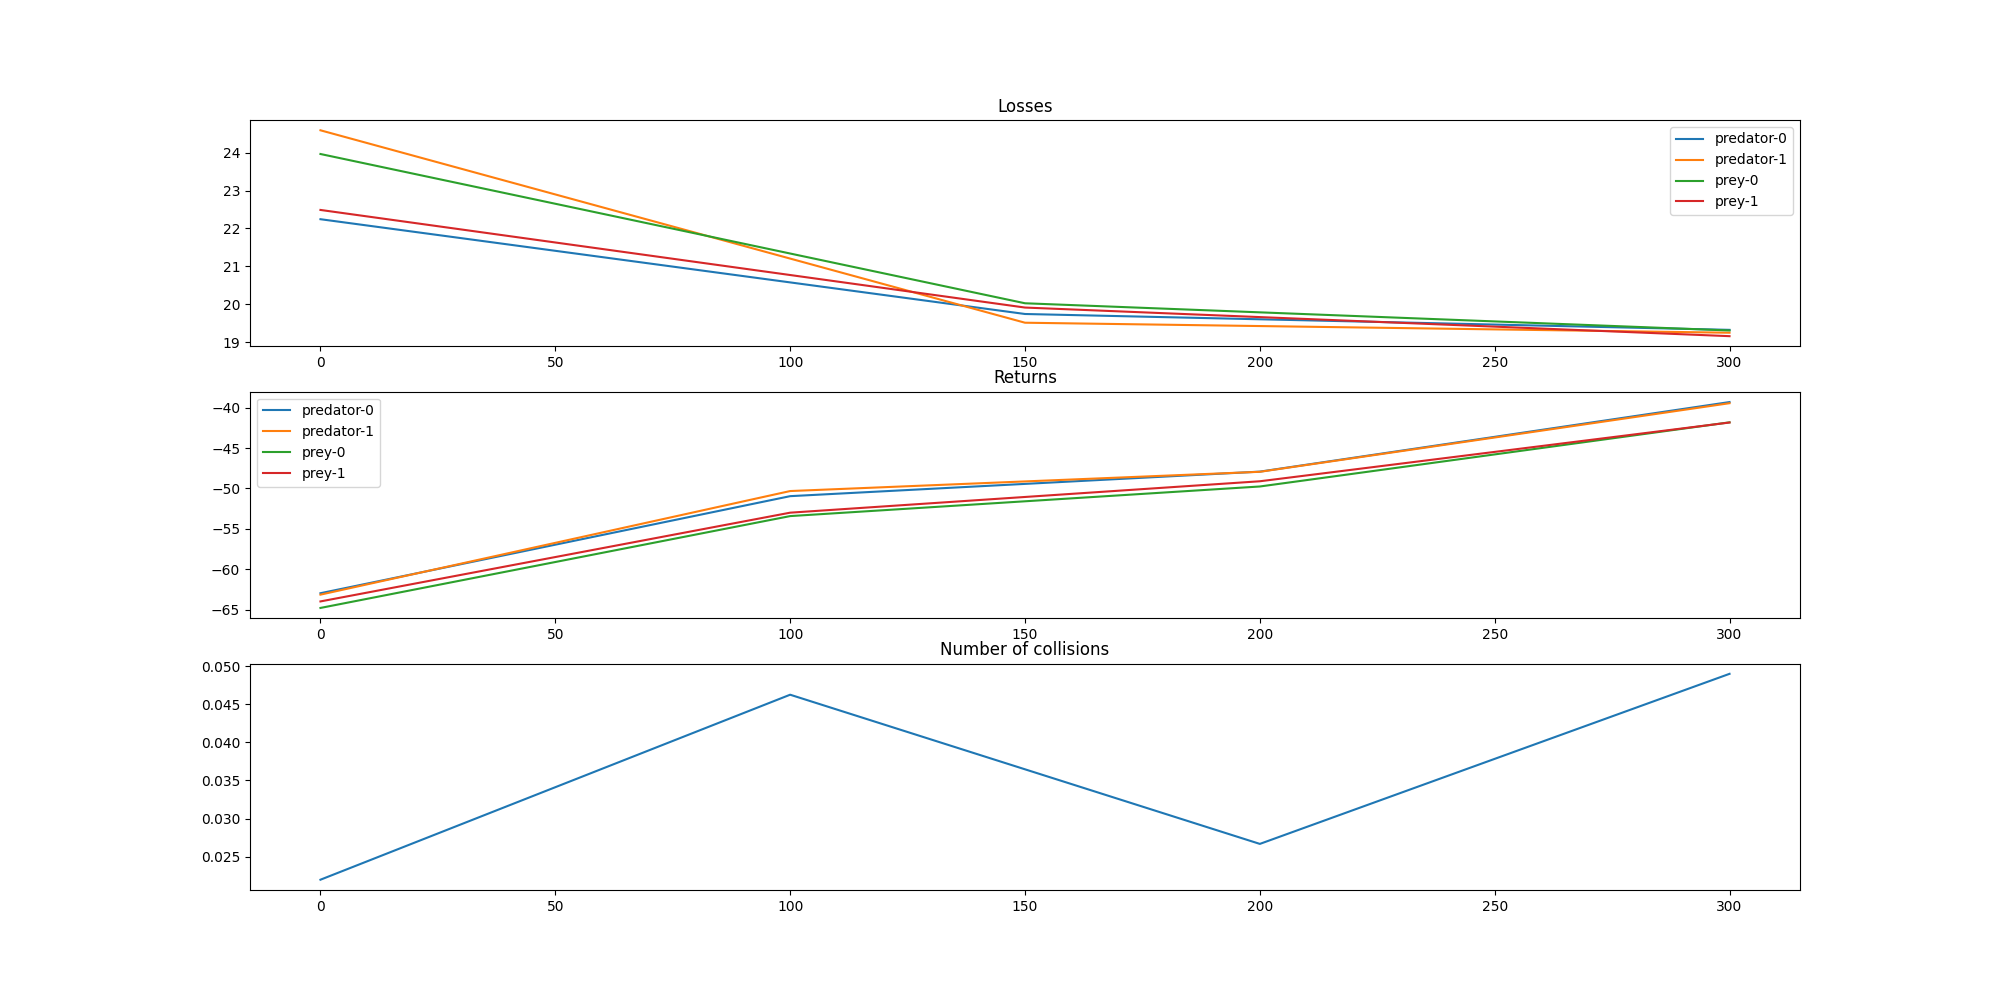 Losses
24
23
22
21
20
19
predator-0
predator-1
prey-0
prey-1
0 50 100 150 200 250 300
Returns
−40
−45
−50
−55
−60
−65
predator-0
predator-1
prey-0
prey-1
0 50 100 150 200 250 300
Number of collisions
0.050
0.045
0.040
0.035
0.030
0.025
0 50 100 150 200 250 300